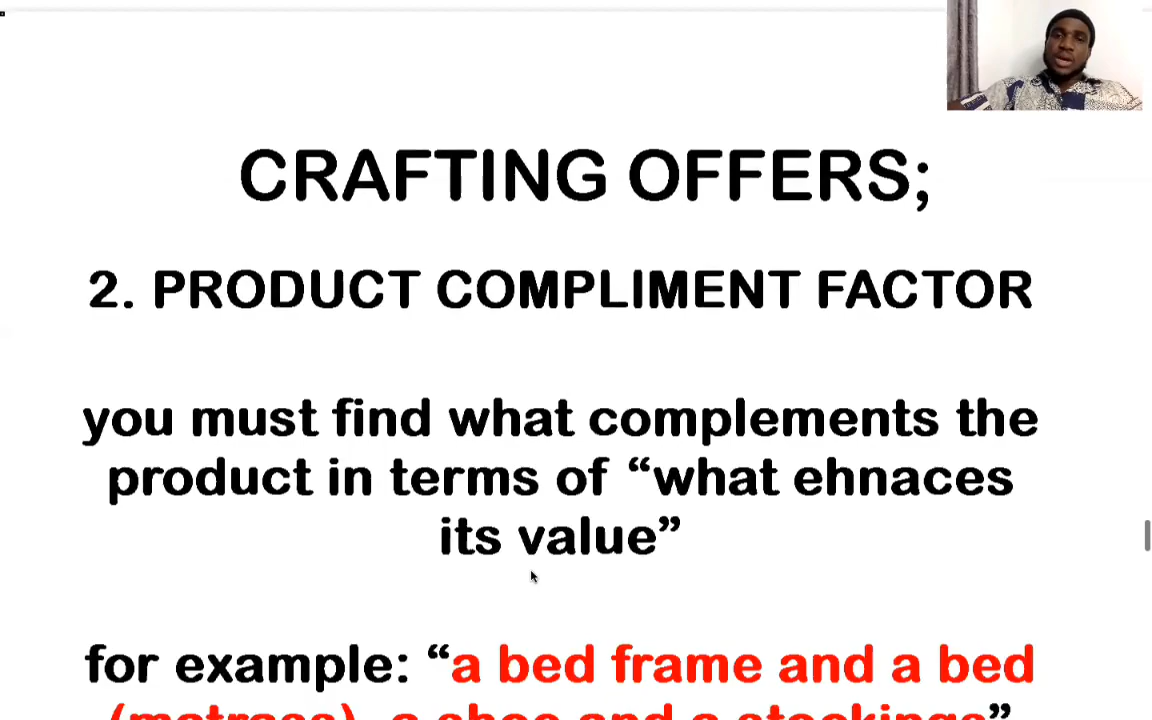 CRAFTING OFFERS;
2. PRODUCT COMPLIMENT FACTOR
you must find what complements the
product in terms of “what ehnaces
its value”
for example: “a bed frame and a bed
(matrass), a shoe and a stockings”